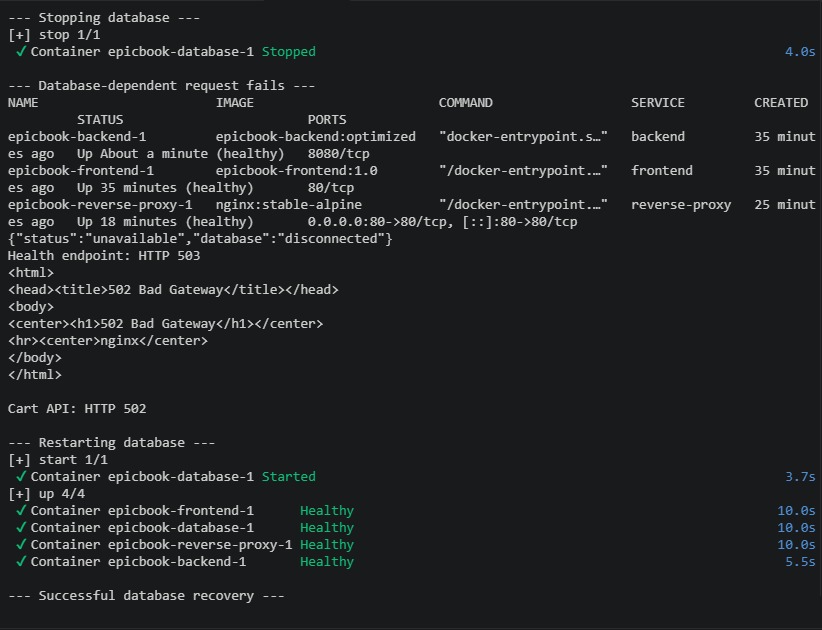 --- Stopping database ---
[+] stop 1/1
✓ Container epicbook-database-1 Stopped 4.0s
--- Database-dependent request fails ---
NAME IMAGE COMMAND SERVICE CREATED
STATUS PORTS
epicbook-backend-1 epicbook-backend:optimized "docker-entrypoint.s…" backend 35 minut
es ago Up About a minute (healthy) 8080/tcp
epicbook-frontend-1 epicbook-frontend:1.0 "/docker-entrypoint.…" frontend 35 minut
es ago Up 35 minutes (healthy) 80/tcp
epicbook-reverse-proxy-1 nginx:stable-alpine "/docker-entrypoint.…" reverse-proxy 25 minut
es ago Up 18 minutes (healthy) 0.0.0.0:80->80/tcp, [::]:80->80/tcp
{"status":"unavailable","database":"disconnected"}
Health endpoint: HTTP 503
<html>
<head><title>502 Bad Gateway</title></head>
<body>
<center><h1>502 Bad Gateway</h1></center>
<hr><center>nginx</center>
</body>
</html>
Cart API: HTTP 502
--- Restarting database ---
[+] start 1/1
✓ Container epicbook-database-1 Started 3.7s
[+] up 4/4
✓ Container epicbook-frontend-1 Healthy 10.0s
✓ Container epicbook-database-1 Healthy 10.0s
✓ Container epicbook-reverse-proxy-1 Healthy 10.0s
✓ Container epicbook-backend-1 Healthy 5.5s
--- Successful database recovery ---